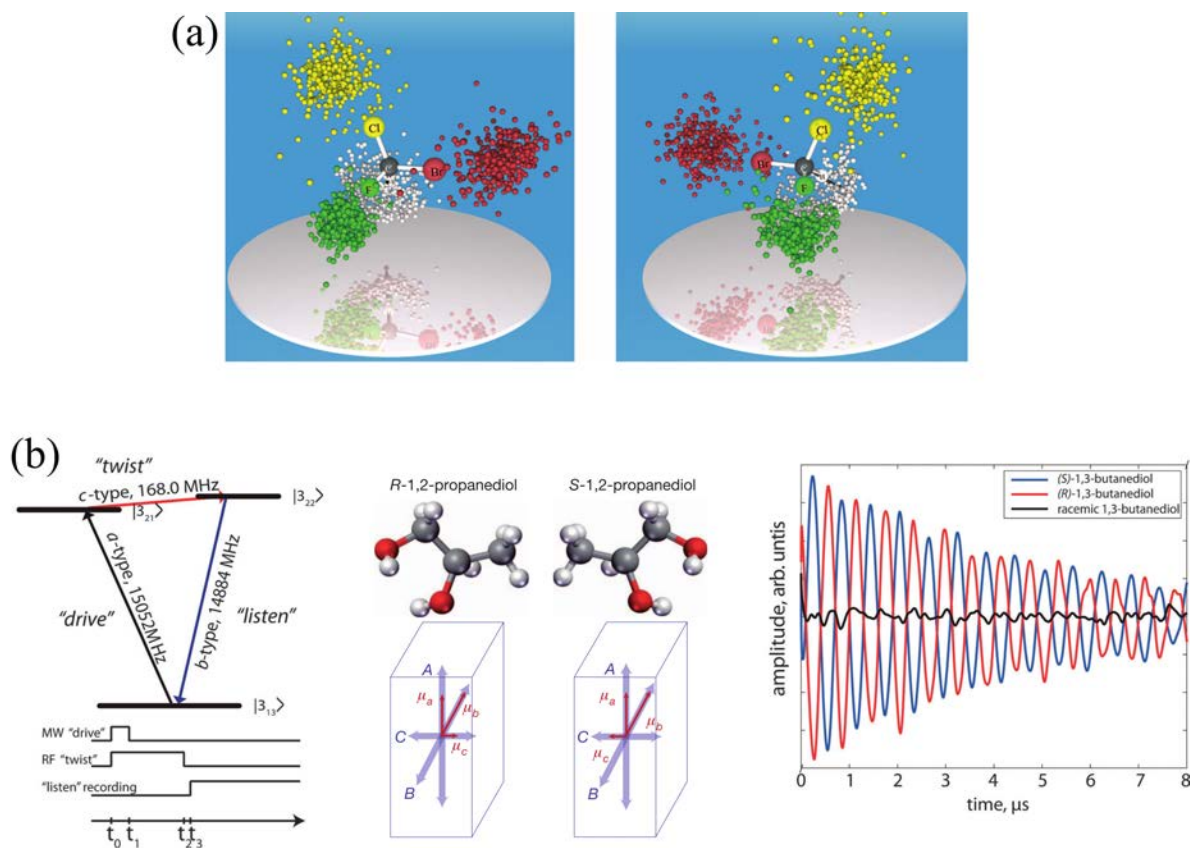 (a)
Cl
Br
F
Cl
Br
F
(b)
"twist"
c-type, 168.0 MHz
|3₂₂⟩
|3₂₁⟩
a-type, 15052MHz
b-type, 14884 MHz
"drive"
"listen"
|3₁₃⟩
MW "drive"
RF "twist"
"listen" recording
t₀ t₁ t₂ t₃
R-1,2-propanediol
S-1,2-propanediol
A
μa
μb
C
μc
B
A
μa
μb
C
μc
B
(S)-1,3-butanediol
(R)-1,3-butanediol
racemic 1,3-butanediol
amplitude, arb. untis
0 1 2 3 4 5 6 7 8
time, μs